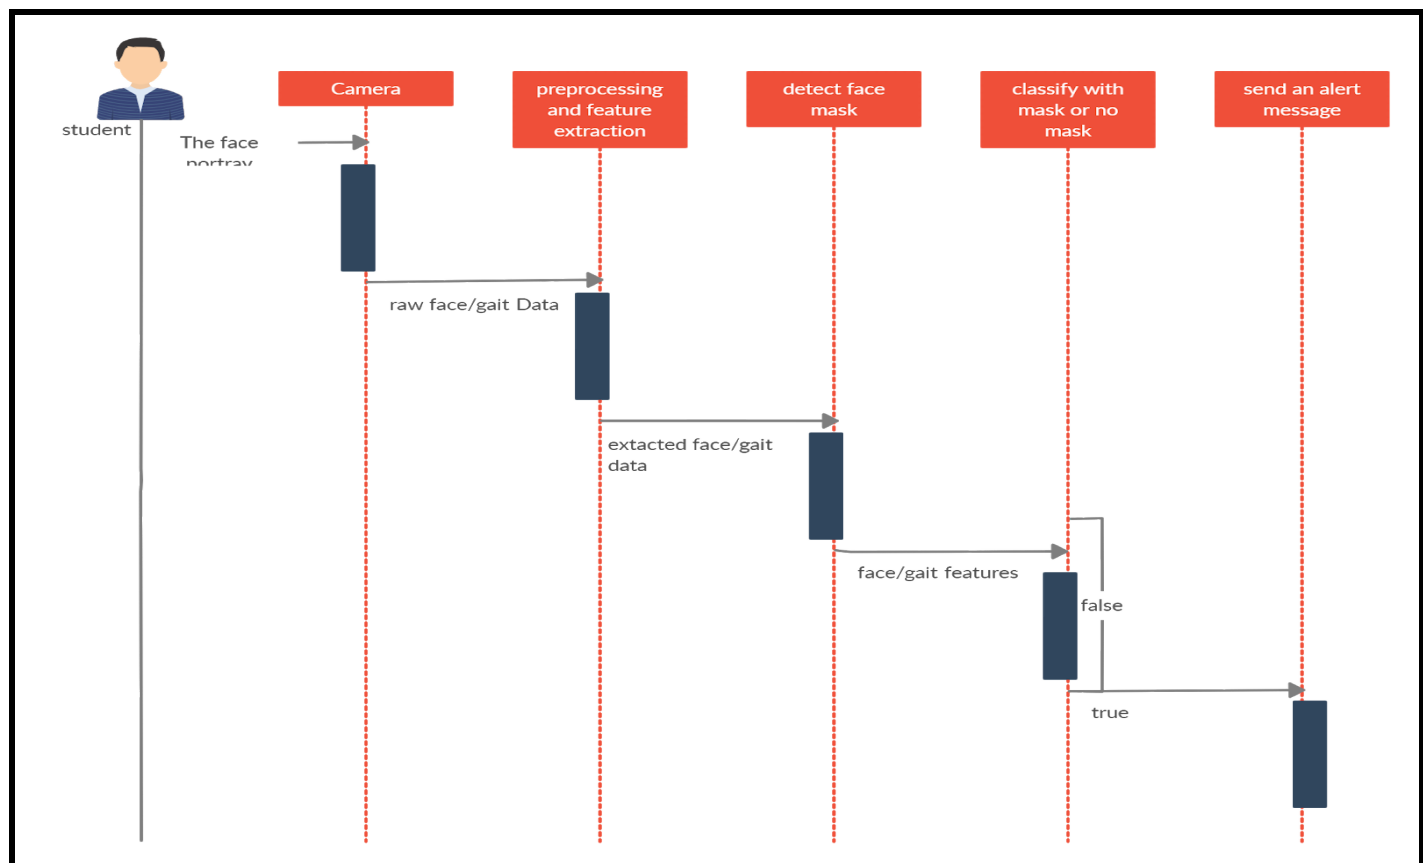 Camera
preprocessing
and feature
extraction
detect face
mask
classify with
mask or no
mask
send an alert
message
student
The face
portray
raw face/gait Data
extacted face/gait
data
face/gait features
false
true